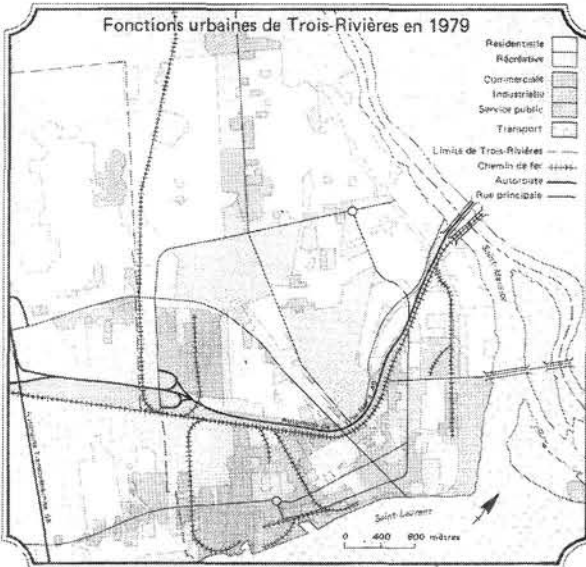 Fonctions urbaines de Trois-Rivières en 1979
Résidentielle
Récréative
Commerciale
Industrielle
Service public
Transport
Limite de Trois-Rivières
Chemin de fer
Autoroute
Rue principale
Saint-Maurice
Autoroute
Saint-Laurent
0 400 800 mètres